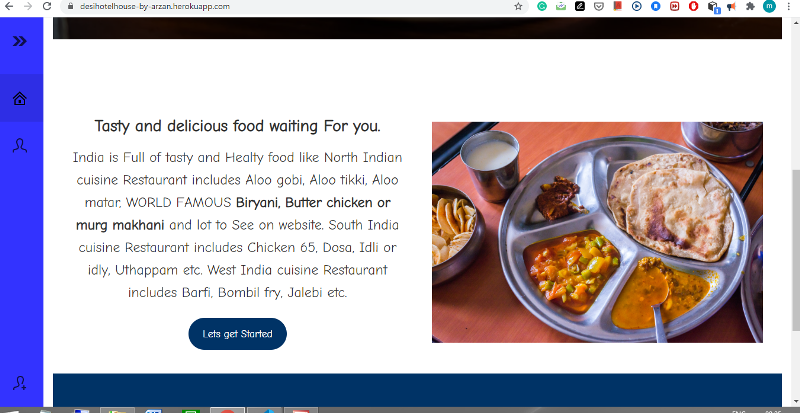 desihotelhouse-by-arzan.herokuapp.com
Tasty and delicious food waiting For you.
India is Full of tasty and Healty food like North Indian
cuisine Restaurant includes Aloo gobi, Aloo tikki, Aloo
matar, WORLD FAMOUS Biryani, Butter chicken or
murg makhani and lot to See on website. South India
cuisine Restaurant includes Chicken 65, Dosa, Idli or
idly, Uthappam etc. West India cuisine Restaurant
includes Barfi, Bombil fry, Jalebi etc.
Lets get Started